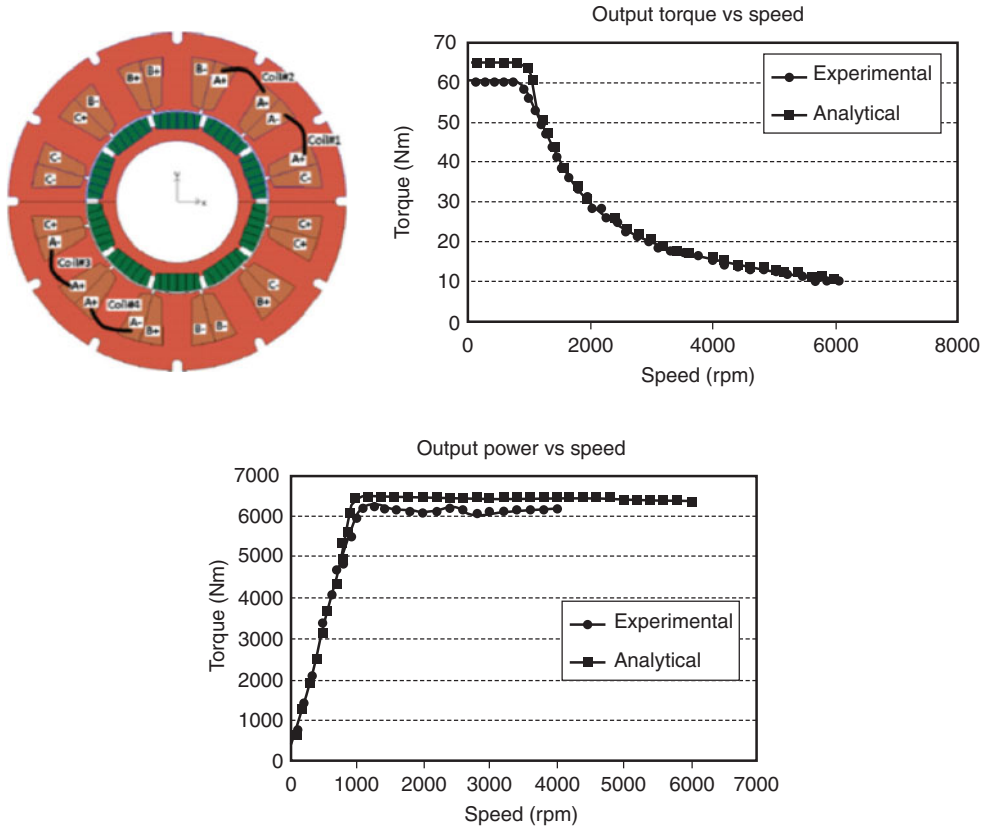 B+ B+ B- A+ Coil#2
B- C+ A- A- Coil#1
C- C- A+ C-
C+ A- Coil#3 A+ C+ C+
A+ Coil#4 A- B+ B- B- B+ C-
Y
x
Output torque vs speed
70
60
50
40
30
20
10
0
Torque (Nm)
Experimental
Analytical
0 2000 4000 6000 8000
Speed (rpm)
Output power vs speed
7000
6000
5000
4000
3000
2000
1000
0
Torque (Nm)
Experimental
Analytical
0 1000 2000 3000 4000 5000 6000 7000
Speed (rpm)